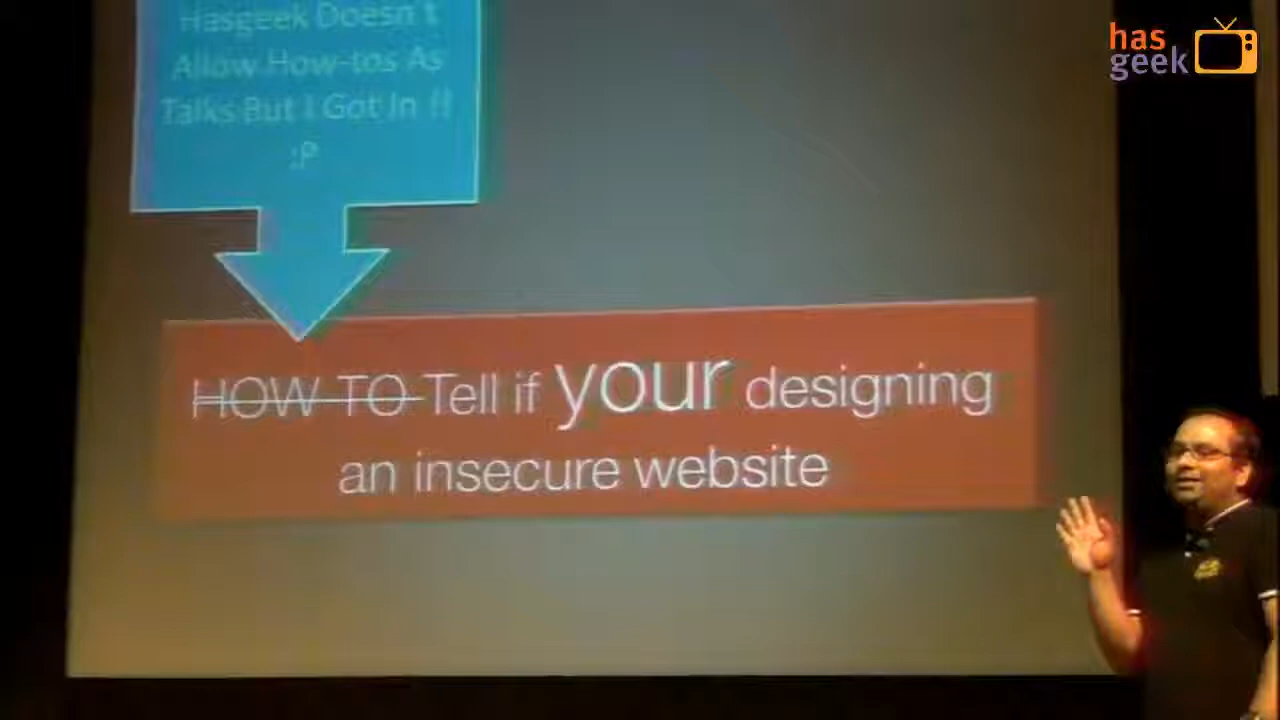 Hasgeek Doesn't
Allow How-tos As
Talks But I Got In !!
:P
has
geek
HOW TO Tell if your designing
an insecure website